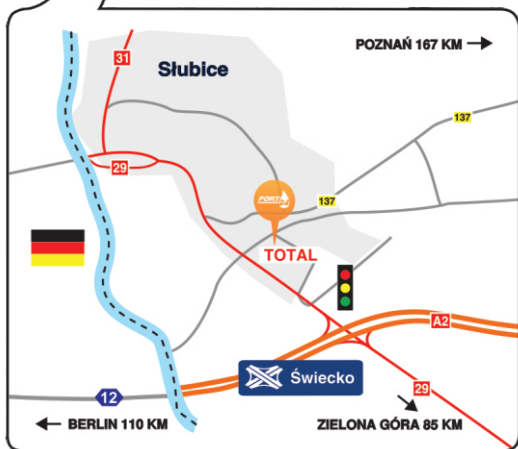 POZNAŃ 167 KM
31
Słubice
137
29
PORT
137
TOTAL
A2
Świecko
12
29
BERLIN 110 KM
ZIELONA GÓRA 85 KM